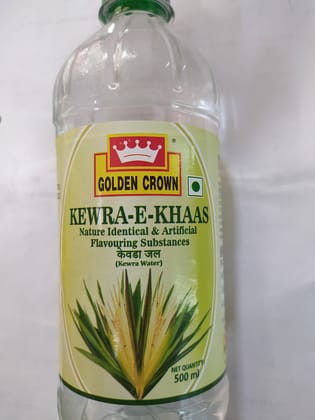 ®
GOLDEN CROWN
KEWRA-E-KHAAS
Nature Identical & Artificial
Flavouring Substances
केवडा जल
(Kewra Water)
NET QUANTITY
500 ml